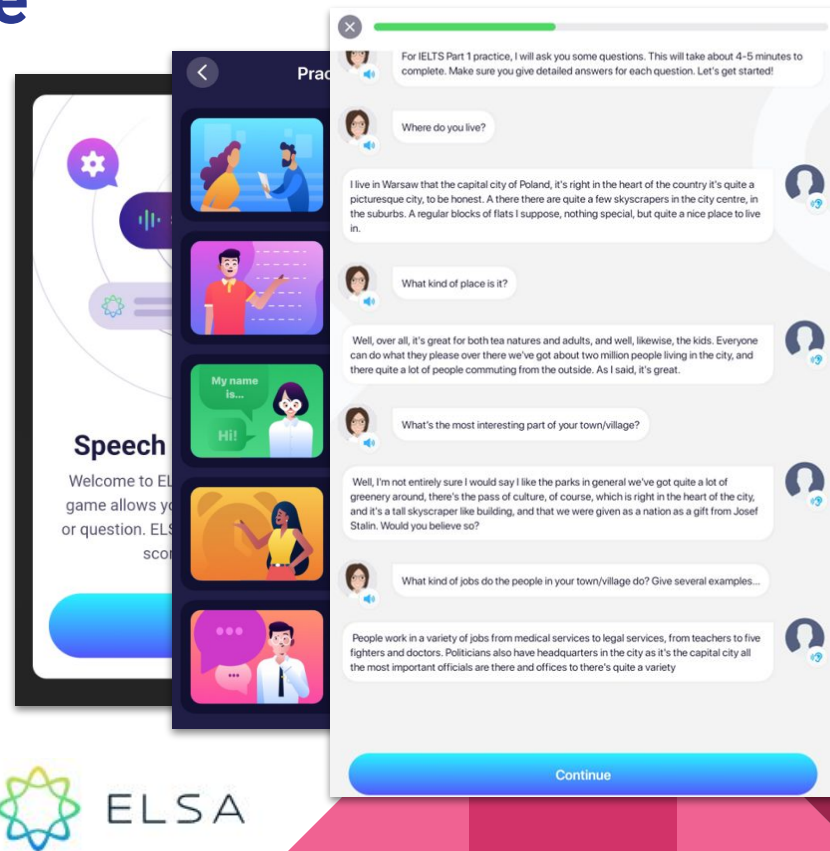 e
Speech
Welcome to EL
game allows yo
or question. ELS
scor
Prac
My name
is...
Hi!
For IELTS Part 1 practice, I will ask you some questions. This will take about 4-5 minutes to
complete. Make sure you give detailed answers for each question. Let's get started!
Where do you live?
I live in Warsaw that the capital city of Poland, it's right in the heart of the country it's quite a
picturesque city, to be honest. A there there are quite a few skyscrapers in the city centre, in
the suburbs. A regular blocks of flats I suppose, nothing special, but quite a nice place to live
in.
What kind of place is it?
Well, over all, it's great for both tea natures and adults, and well, likewise, the kids. Everyone
can do what they please over there we've got about two million people living in the city, and
there quite a lot of people commuting from the outside. As I said, it's great.
What's the most interesting part of your town/village?
Well, I'm not entirely sure I would say I like the parks in general we've got quite a lot of
greenery around, there's the pass of culture, of course, which is right in the heart of the city,
and it's a tall skyscraper like building, and that we were given as a nation as a gift from Josef
Stalin. Would you believe so?
What kind of jobs do the people in your town/village do? Give several examples...
People work in a variety of jobs from medical services to legal services, from teachers to five
fighters and doctors. Politicians also have headquarters in the city as it's the capital city all
the most important officials are there and offices to there's quite a variety
Continue
ELSA